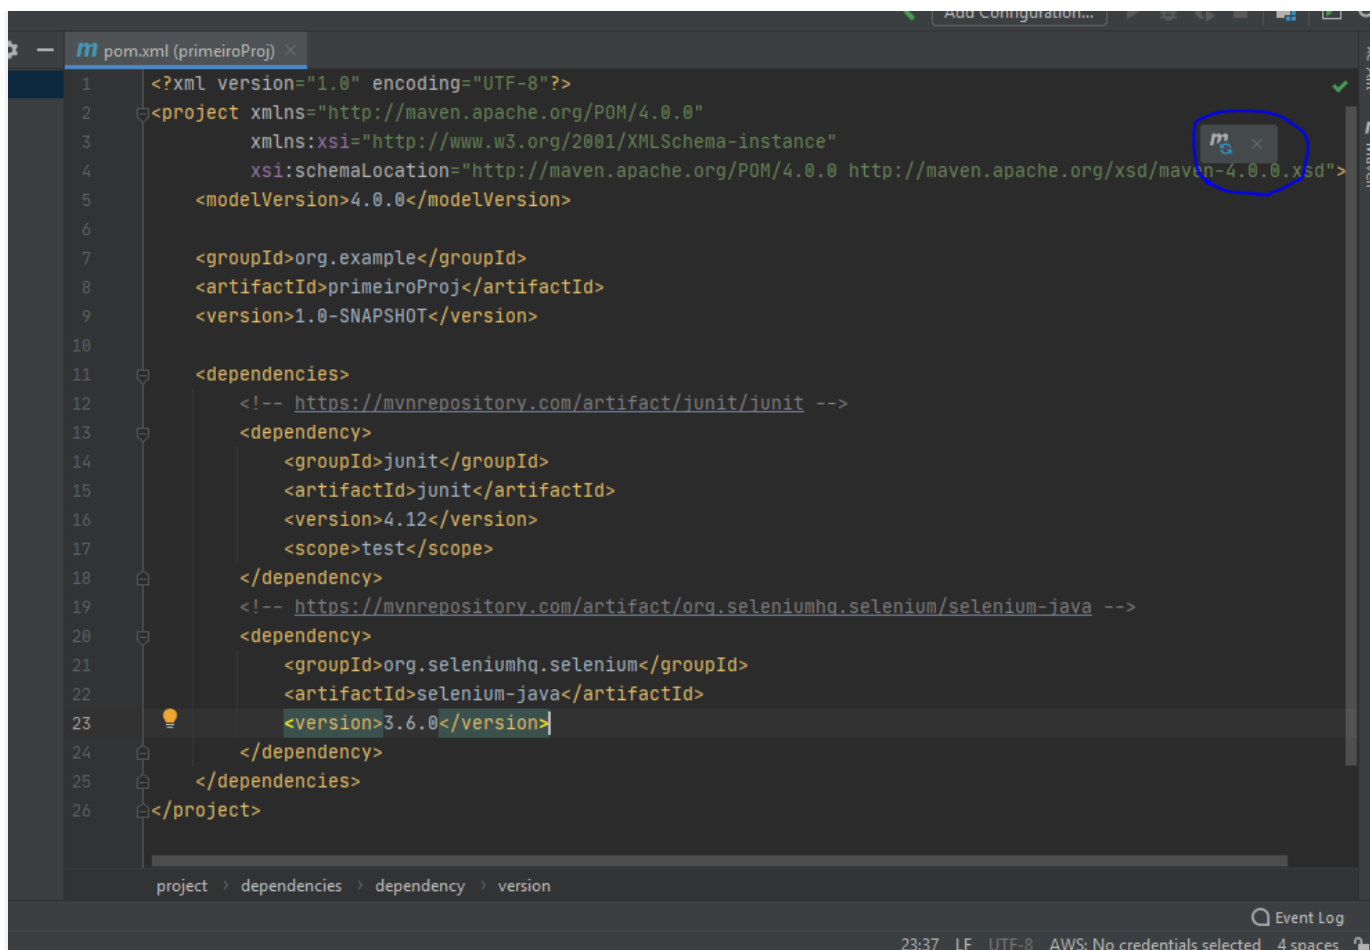 Add Configuration...
m pom.xml (primeiroProj)
1 <?xml version="1.0" encoding="UTF-8"?>
2 <project xmlns="http://maven.apache.org/POM/4.0.0"
3 xmlns:xsi="http://www.w3.org/2001/XMLSchema-instance"
4 xsi:schemaLocation="http://maven.apache.org/POM/4.0.0 http://maven.apache.org/xsd/maven-4.0.0.xsd">
5 <modelVersion>4.0.0</modelVersion>
6
7 <groupId>org.example</groupId>
8 <artifactId>primeiroProj</artifactId>
9 <version>1.0-SNAPSHOT</version>
10
11 <dependencies>
12 <!-- https://mvnrepository.com/artifact/junit/junit -->
13 <dependency>
14 <groupId>junit</groupId>
15 <artifactId>junit</artifactId>
16 <version>4.12</version>
17 <scope>test</scope>
18 </dependency>
19 <!-- https://mvnrepository.com/artifact/org.seleniumhq.selenium/selenium-java -->
20 <dependency>
21 <groupId>org.seleniumhq.selenium</groupId>
22 <artifactId>selenium-java</artifactId>
23 <version>3.6.0</version>
24 </dependency>
25 </dependencies>
26 </project>
m
Maven
project > dependencies > dependency > version
Event Log
23:37 LF UTF-8 AWS: No credentials selected 4 spaces